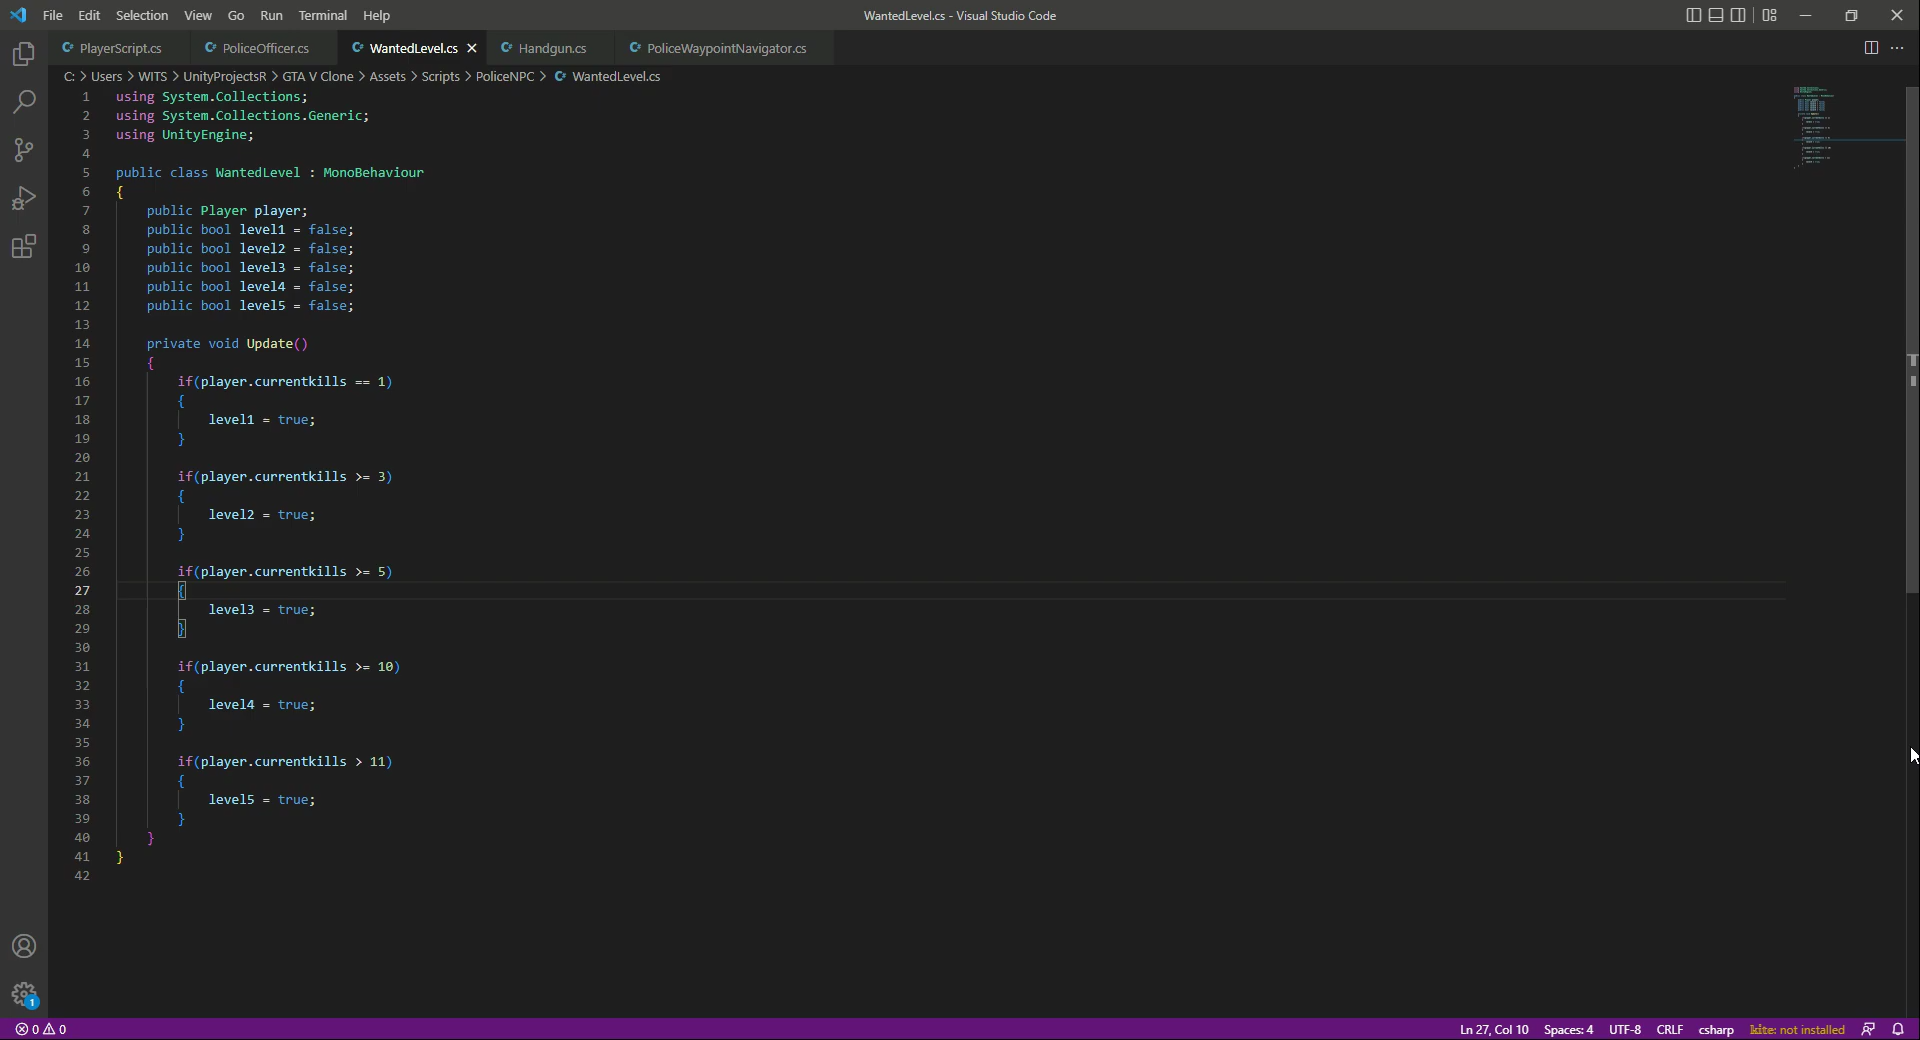 File Edit Selection View Go Run Terminal Help
WantedLevel.cs - Visual Studio Code
PlayerScript.cs PoliceOfficer.cs WantedLevel.cs Handgun.cs PoliceWaypointNavigator.cs
C: > Users > WITS > UnityProjectsR > GTA V Clone > Assets > Scripts > PoliceNPC > WantedLevel.cs
1 using System.Collections;
2 using System.Collections.Generic;
3 using UnityEngine;
4
5 public class WantedLevel : MonoBehaviour
6 {
7 public Player player;
8 public bool level1 = false;
9 public bool level2 = false;
10 public bool level3 = false;
11 public bool level4 = false;
12 public bool level5 = false;
13
14 private void Update()
15 {
16 if(player.currentkills == 1)
17 {
18 level1 = true;
19 }
20
21 if(player.currentkills >= 3)
22 {
23 level2 = true;
24 }
25
26 if(player.currentkills >= 5)
27 {
28 level3 = true;
29 }
30
31 if(player.currentkills >= 10)
32 {
33 level4 = true;
34 }
35
36 if(player.currentkills > 11)
37 {
38 level5 = true;
39 }
40 }
41 }
42
1
0 0
Ln 27, Col 10 Spaces: 4 UTF-8 CRLF csharp kite: not installed